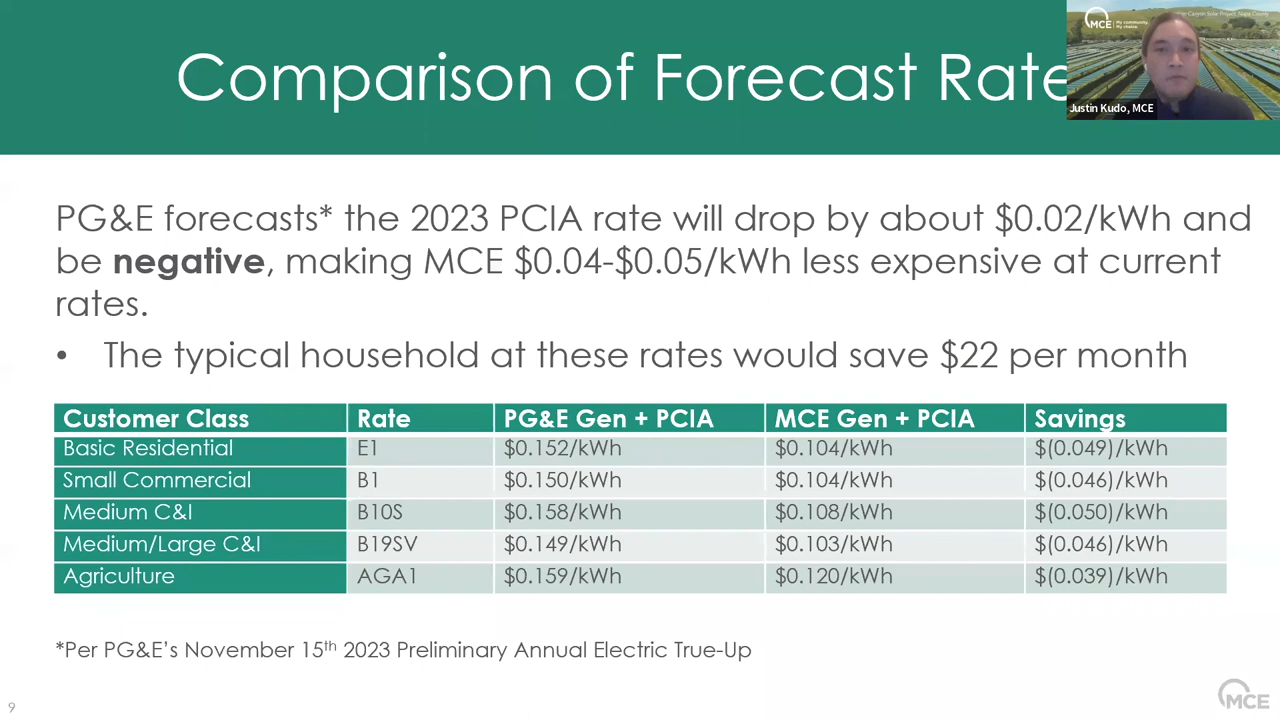 Comparison of Forecast Rate
MCE My community. My choice.
Justin Kudo, MCE
PG&E forecasts* the 2023 PCIA rate will drop by about $0.02/kWh and
be negative, making MCE $0.04-$0.05/kWh less expensive at current
rates.
• The typical household at these rates would save $22 per month
Customer Class Rate PG&E Gen + PCIA MCE Gen + PCIA Savings
Basic Residential E1 $0.152/kWh $0.104/kWh $(0.049)/kWh
Small Commercial B1 $0.150/kWh $0.104/kWh $(0.046)/kWh
Medium C&I B10S $0.158/kWh $0.108/kWh $(0.050)/kWh
Medium/Large C&I B19SV $0.149/kWh $0.103/kWh $(0.046)/kWh
Agriculture AGA1 $0.159/kWh $0.120/kWh $(0.039)/kWh
*Per PG&E’s November 15th 2023 Preliminary Annual Electric True-Up
9
MCE